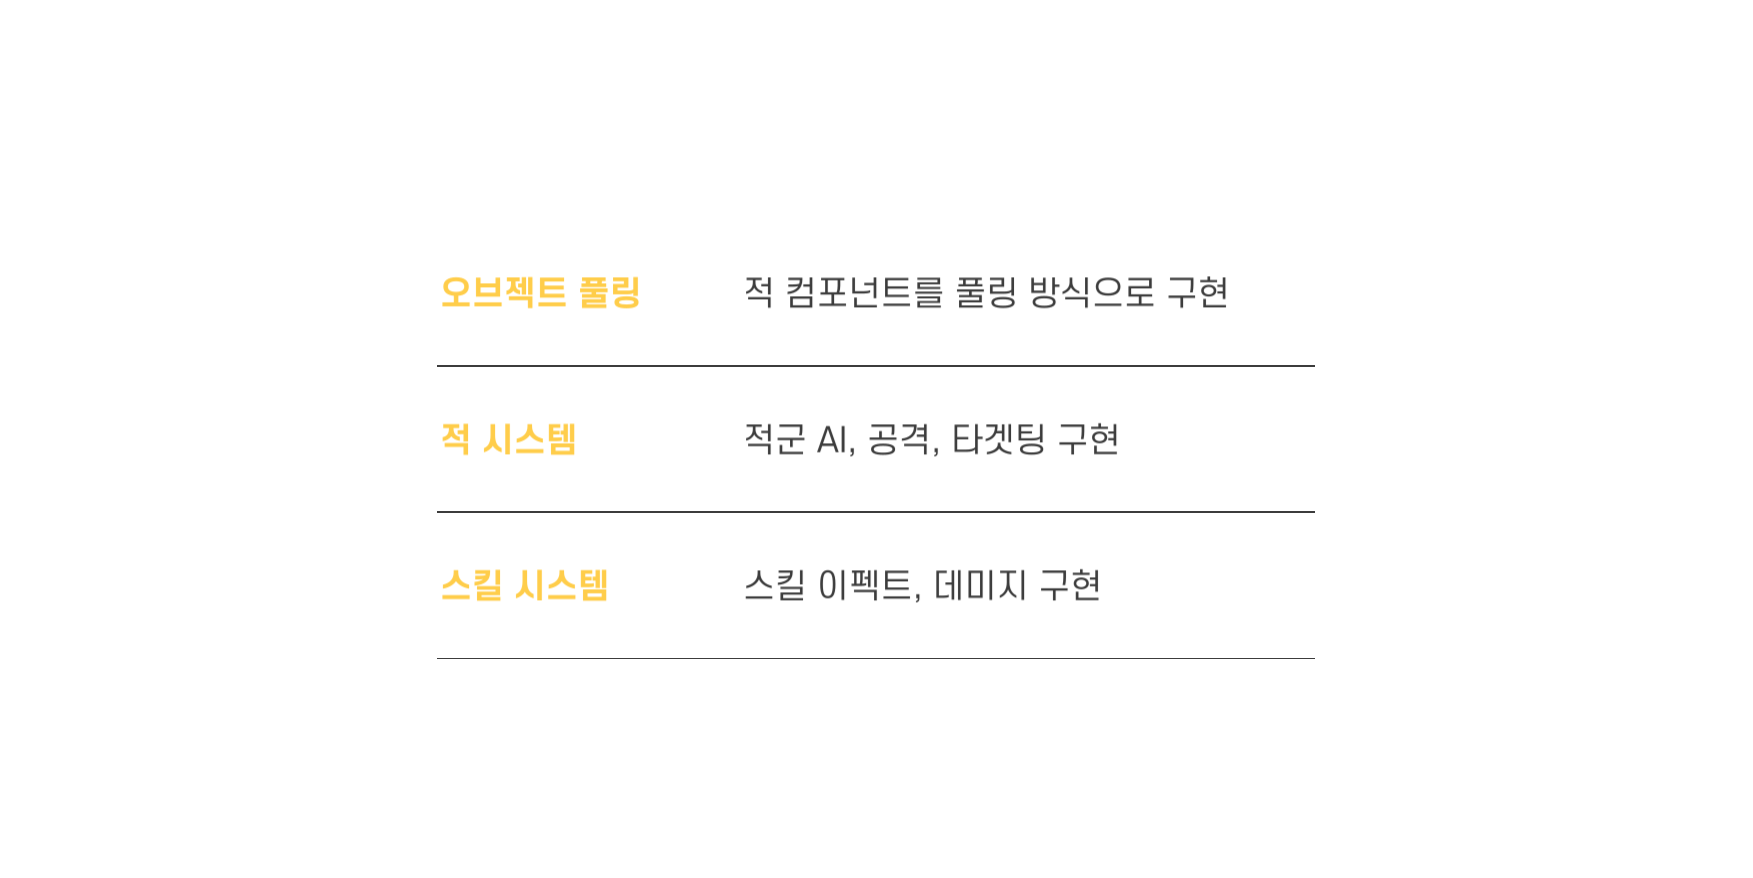 오브젝트 풀링 적 컴포넌트를 풀링 방식으로 구현
적 시스템 적군 AI, 공격, 타겟팅 구현
스킬 시스템 스킬 이펙트, 데미지 구현